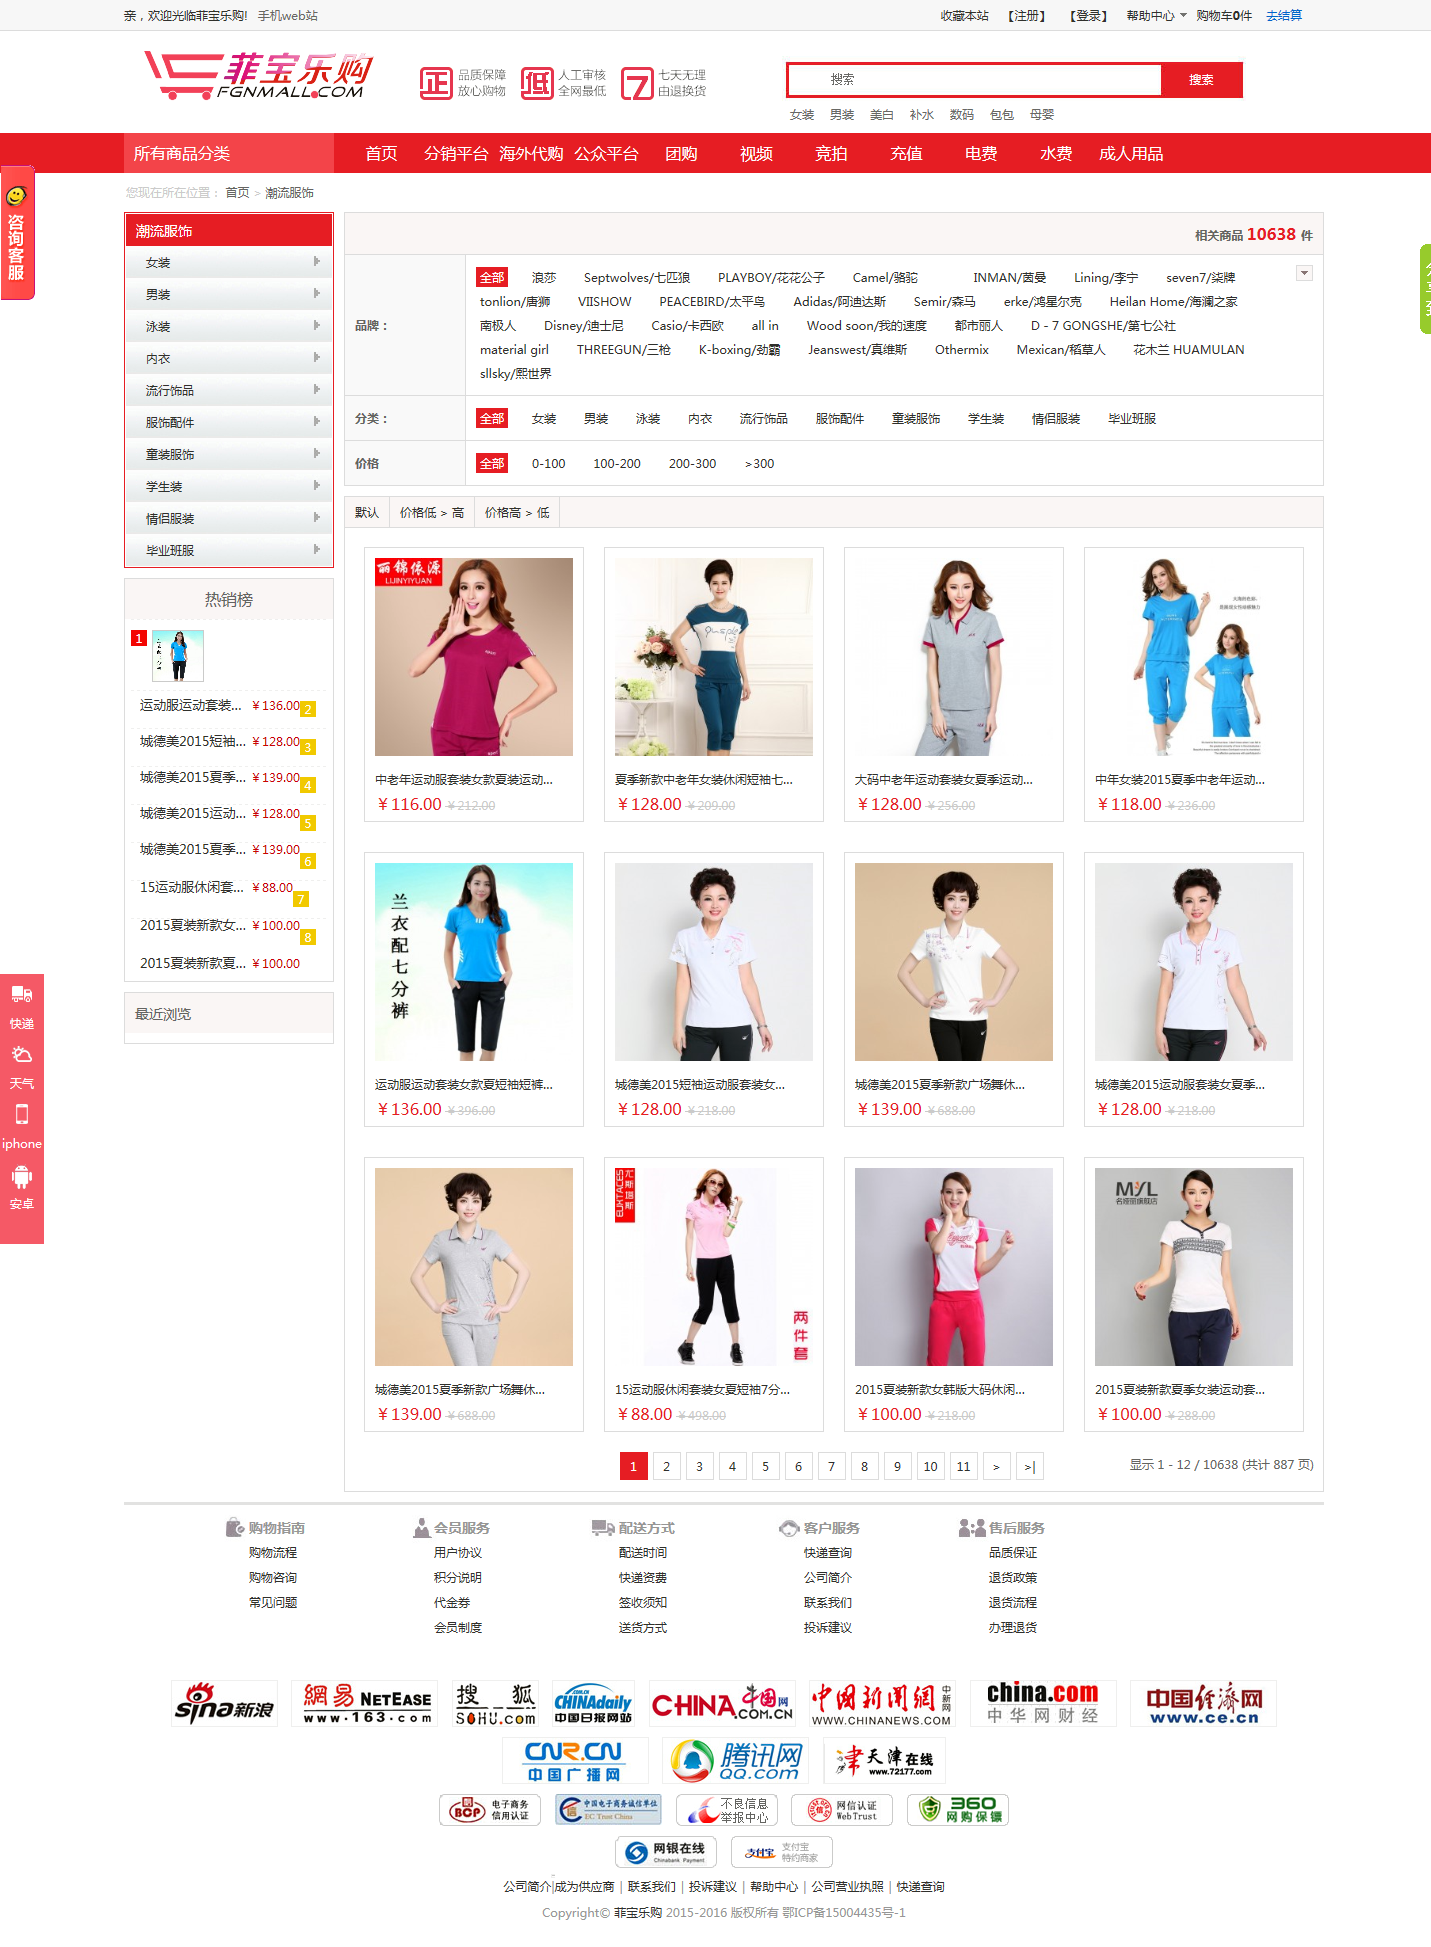 亲，欢迎光临菲宝乐购! 手机web站
收藏本站 【注册】 【登录】 帮助中心 购物车0件 去结算
菲宝乐购
FGNMALL.COM
正 品质保障
放心购物
低 人工审核
全网最低
7 七天无理
由退换货
搜索 搜索
女装 男装 美白 补水 数码 包包 母婴
所有商品分类 首页 分销平台 海外代购 公众平台 团购 视频 竞拍 充值 电费 水费 成人用品
咨询客服
您现在所在位置： 首页 > 潮流服饰
潮流服饰
女装
男装
泳装
内衣
流行饰品
服饰配件
童装服饰
学生装
情侣服装
毕业班服
热销榜
1
兰衣配七分裤
运动服运动套装... ￥136.00 2
城德美2015短袖... ￥128.00 3
城德美2015夏季... ￥139.00 4
城德美2015运动... ￥128.00 5
城德美2015夏季... ￥139.00 6
15运动服休闲套... ￥88.00 7
2015夏装新款女... ￥100.00 8
2015夏装新款夏... ￥100.00
最近浏览
快递
天气
iphone
安卓
相关商品 10638 件
品牌：
全部 浪莎 Septwolves/七匹狼 PLAYBOY/花花公子 Camel/骆驼 INMAN/茵曼 Lining/李宁 seven7/柒牌
tonlion/唐狮 VIISHOW PEACEBIRD/太平鸟 Adidas/阿迪达斯 Semir/森马 erke/鸿星尔克 Heilan Home/海澜之家
南极人 Disney/迪士尼 Casio/卡西欧 all in Wood soon/我的速度 都市丽人 D - 7 GONGSHE/第七公社
material girl THREEGUN/三枪 K-boxing/劲霸 Jeanswest/真维斯 Othermix Mexican/稻草人 花木兰 HUAMULAN
sllsky/熙世界
分类： 全部 女装 男装 泳装 内衣 流行饰品 服饰配件 童装服饰 学生装 情侣服装 毕业班服
价格 全部 0-100 100-200 200-300 >300
默认 价格低 > 高 价格高 > 低
丽锦依源
LIJINYIYUAN
中老年运动服套装女款夏装运动...
￥116.00 ￥212.00
夏季新款中老年女装休闲短袖七...
￥128.00 ￥209.00
大码中老年运动套装女夏季运动...
￥128.00 ￥256.00
中年女装2015夏季中老年运动...
￥118.00 ￥236.00
兰衣配七分裤
运动服运动套装女款夏短袖短裤...
￥136.00 ￥396.00
城德美2015短袖运动服套装女...
￥128.00 ￥218.00
城德美2015夏季新款广场舞休...
￥139.00 ￥688.00
城德美2015运动服套装女夏季...
￥128.00 ￥218.00
城德美2015夏季新款广场舞休...
￥139.00 ￥688.00
两件套
15运动服休闲套装女夏短袖7分...
￥88.00 ￥498.00
2015夏装新款女韩版大码休闲...
￥100.00 ￥218.00
MYL
2015夏装新款夏季女装运动套...
￥100.00 ￥288.00
1 2 3 4 5 6 7 8 9 10 11 > >|
显示 1 - 12 / 10638 (共计 887 页)
购物指南 会员服务 配送方式 客户服务 售后服务
购物流程 用户协议 配送时间 快递查询 品质保证
购物咨询 积分说明 快递资费 公司简介 退货政策
常见问题 代金券 签收须知 联系我们 退货流程
会员制度 送货方式 投诉建议 办理退货
sina新浪
網易 NETEASE
www.163.com
搜狐
SOHU.com
CHINAdaily
中国日报网站
CHINA中国网
.COM.CN
中国新闻網 中新网
WWW.CHINANEWS.COM
china.com
中华网财经
中国经济网
www.ce.cn
CNR.CN
中国广播网
腾讯网
QQ.com
津 天津在线
www.72177.com
BCP 电子商务
信用认证
中国电子商务诚信单位
EC Trust China
不良信息
举报中心
网信认证
WebTrust
360
网购保镖
网银在线
Chinabank Payment
支付宝 支付宝
特约商家
公司简介|成为供应商 | 联系我们 | 投诉建议 | 帮助中心 | 公司营业执照 | 快递查询
Copyright© 菲宝乐购 2015-2016 版权所有 鄂ICP备15004435号-1